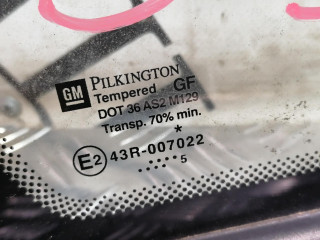 GM PILKINGTON
Tempered GF
DOT 36 AS2 M129
Transp. 70% min.
*
E2 43R-007022
.....5